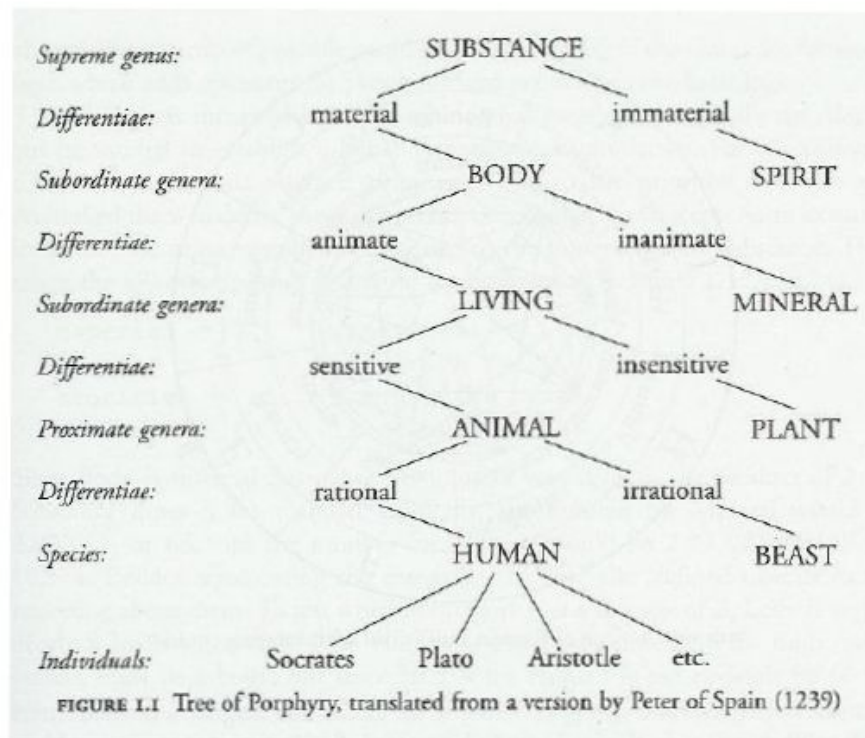 Supreme genus: SUBSTANCE
Differentiae: material immaterial
Subordinate genera: BODY SPIRIT
Differentiae: animate inanimate
Subordinate genera: LIVING MINERAL
Differentiae: sensitive insensitive
Proximate genera: ANIMAL PLANT
Differentiae: rational irrational
Species: HUMAN BEAST
Individuals: Socrates Plato Aristotle etc.
FIGURE 1.1 Tree of Porphyry, translated from a version by Peter of Spain (1239)